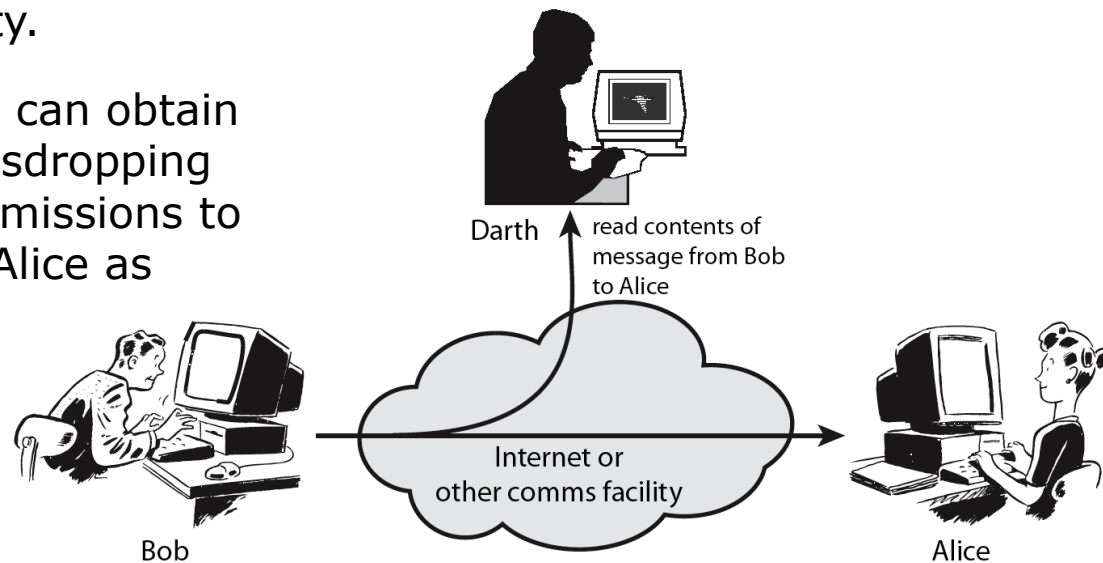 ty.
can obtain
sdropping
missions to
Alice as
Darth
read contents of
message from Bob
to Alice
Internet or
other comms facility
Bob
Alice